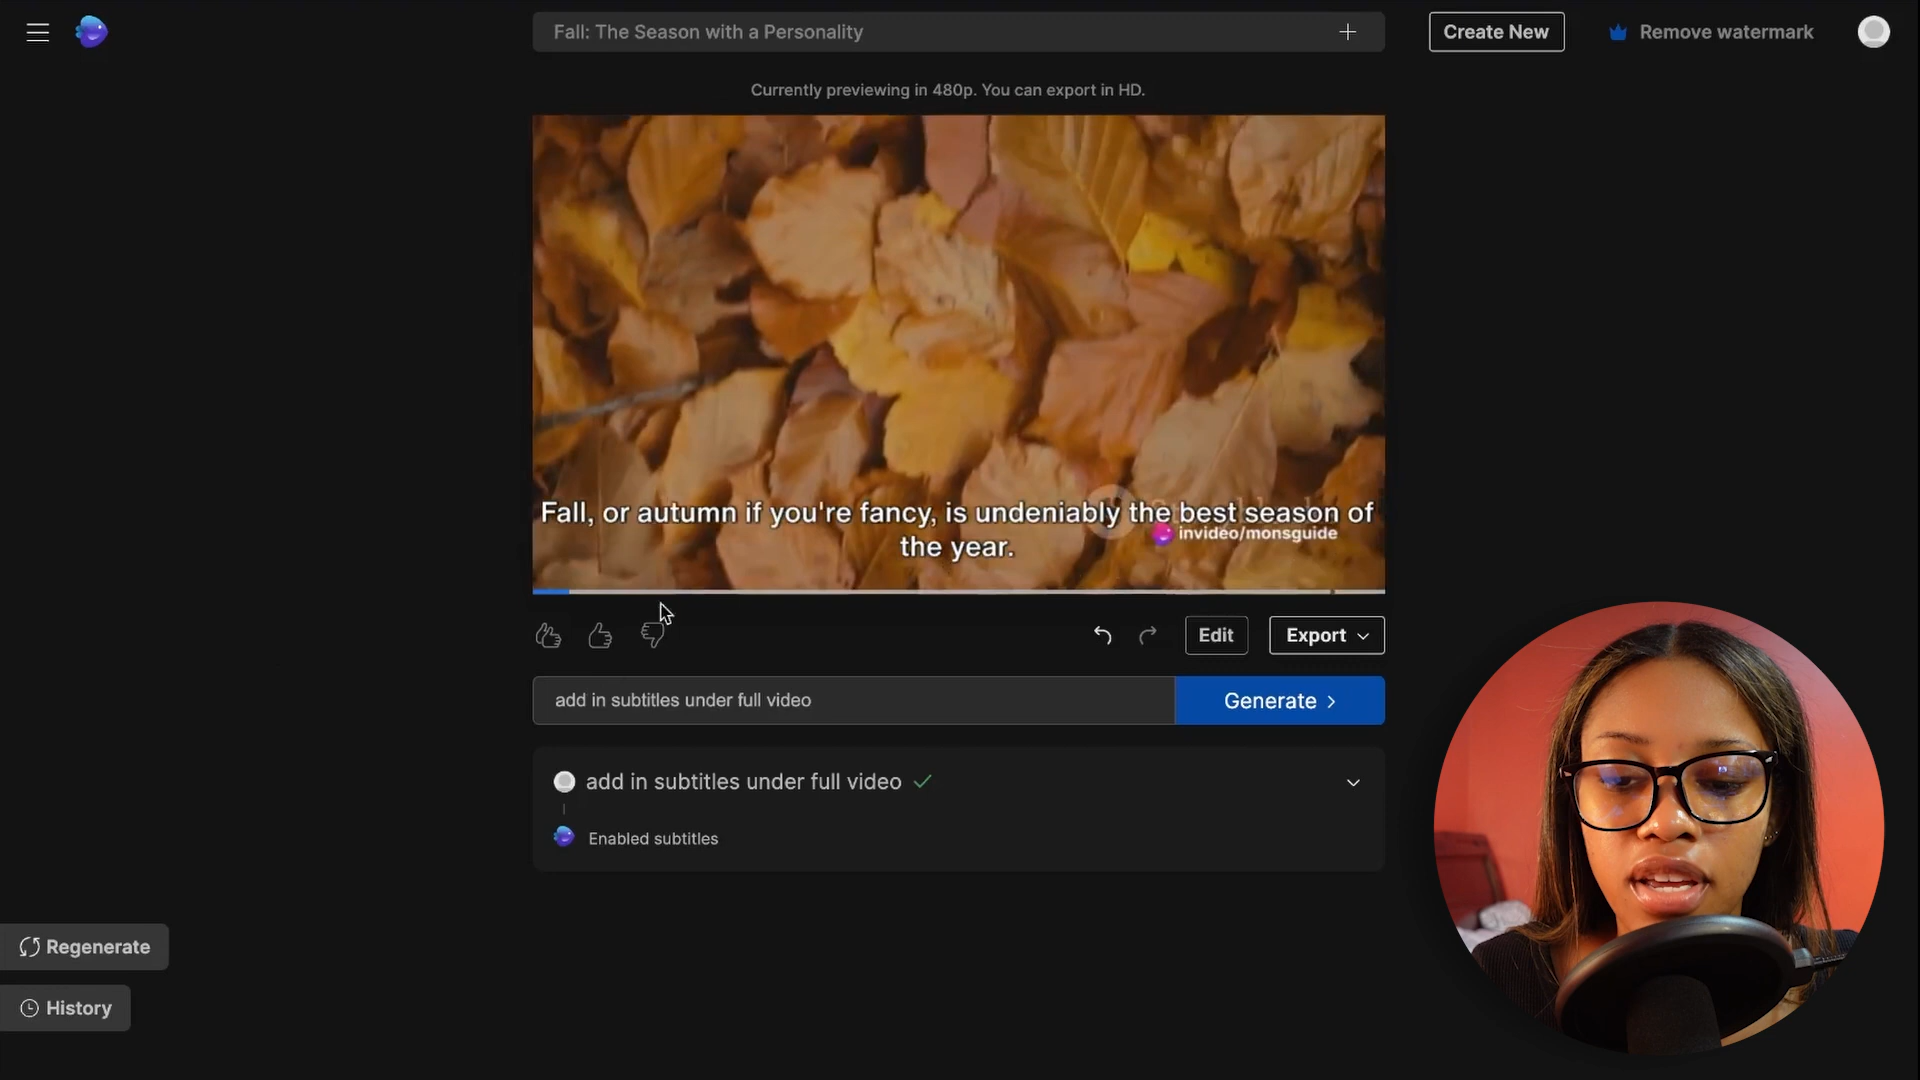 Fall: The Season with a Personality
Create New
Remove watermark
Currently previewing in 480p. You can export in HD.
Fall, or autumn if you're fancy, is undeniably the best season of
the year.
invideo/monsguide
Edit
Export
add in subtitles under full video
Generate
add in subtitles under full video
Enabled subtitles
Regenerate
History